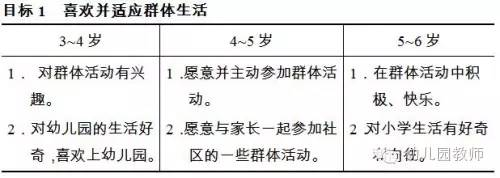 目标 1 喜欢并适应群体生活
3~4 岁 4~5 岁 5~6 岁
1. 对群体活动有兴趣。
2. 对幼儿园的生活好奇,喜欢上幼儿园。
1.愿意并主动参加群体活动。
2.愿意与家长一起参加社区的一些群体活动。
1.在群体活动中积极、快乐。
2.对小学生活有好奇和向往。
幼儿园教师